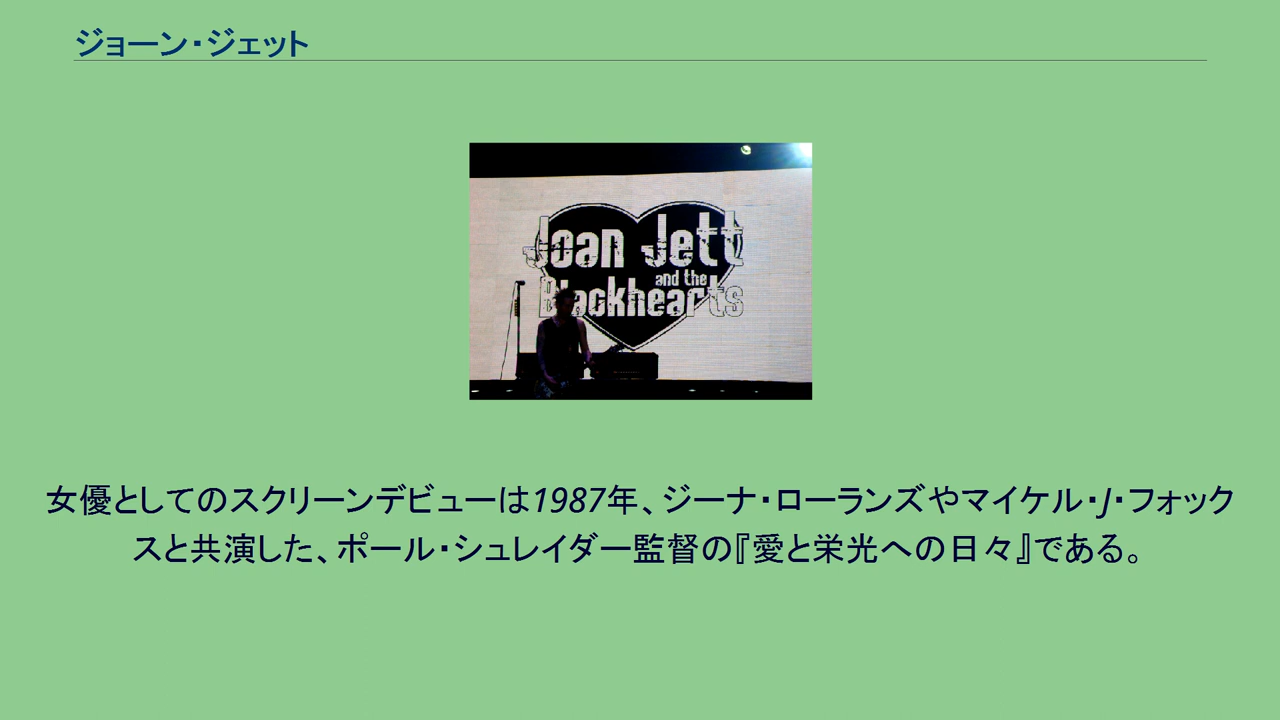 ジョーン・ジェット
Joan Jett
and the
Blackhearts
女優としてのスクリーンデビューは1987年、ジーナ・ローランズやマイケル・J・フォック
スと共演した、ポール・シュレイダー監督の『愛と栄光への日々』である。